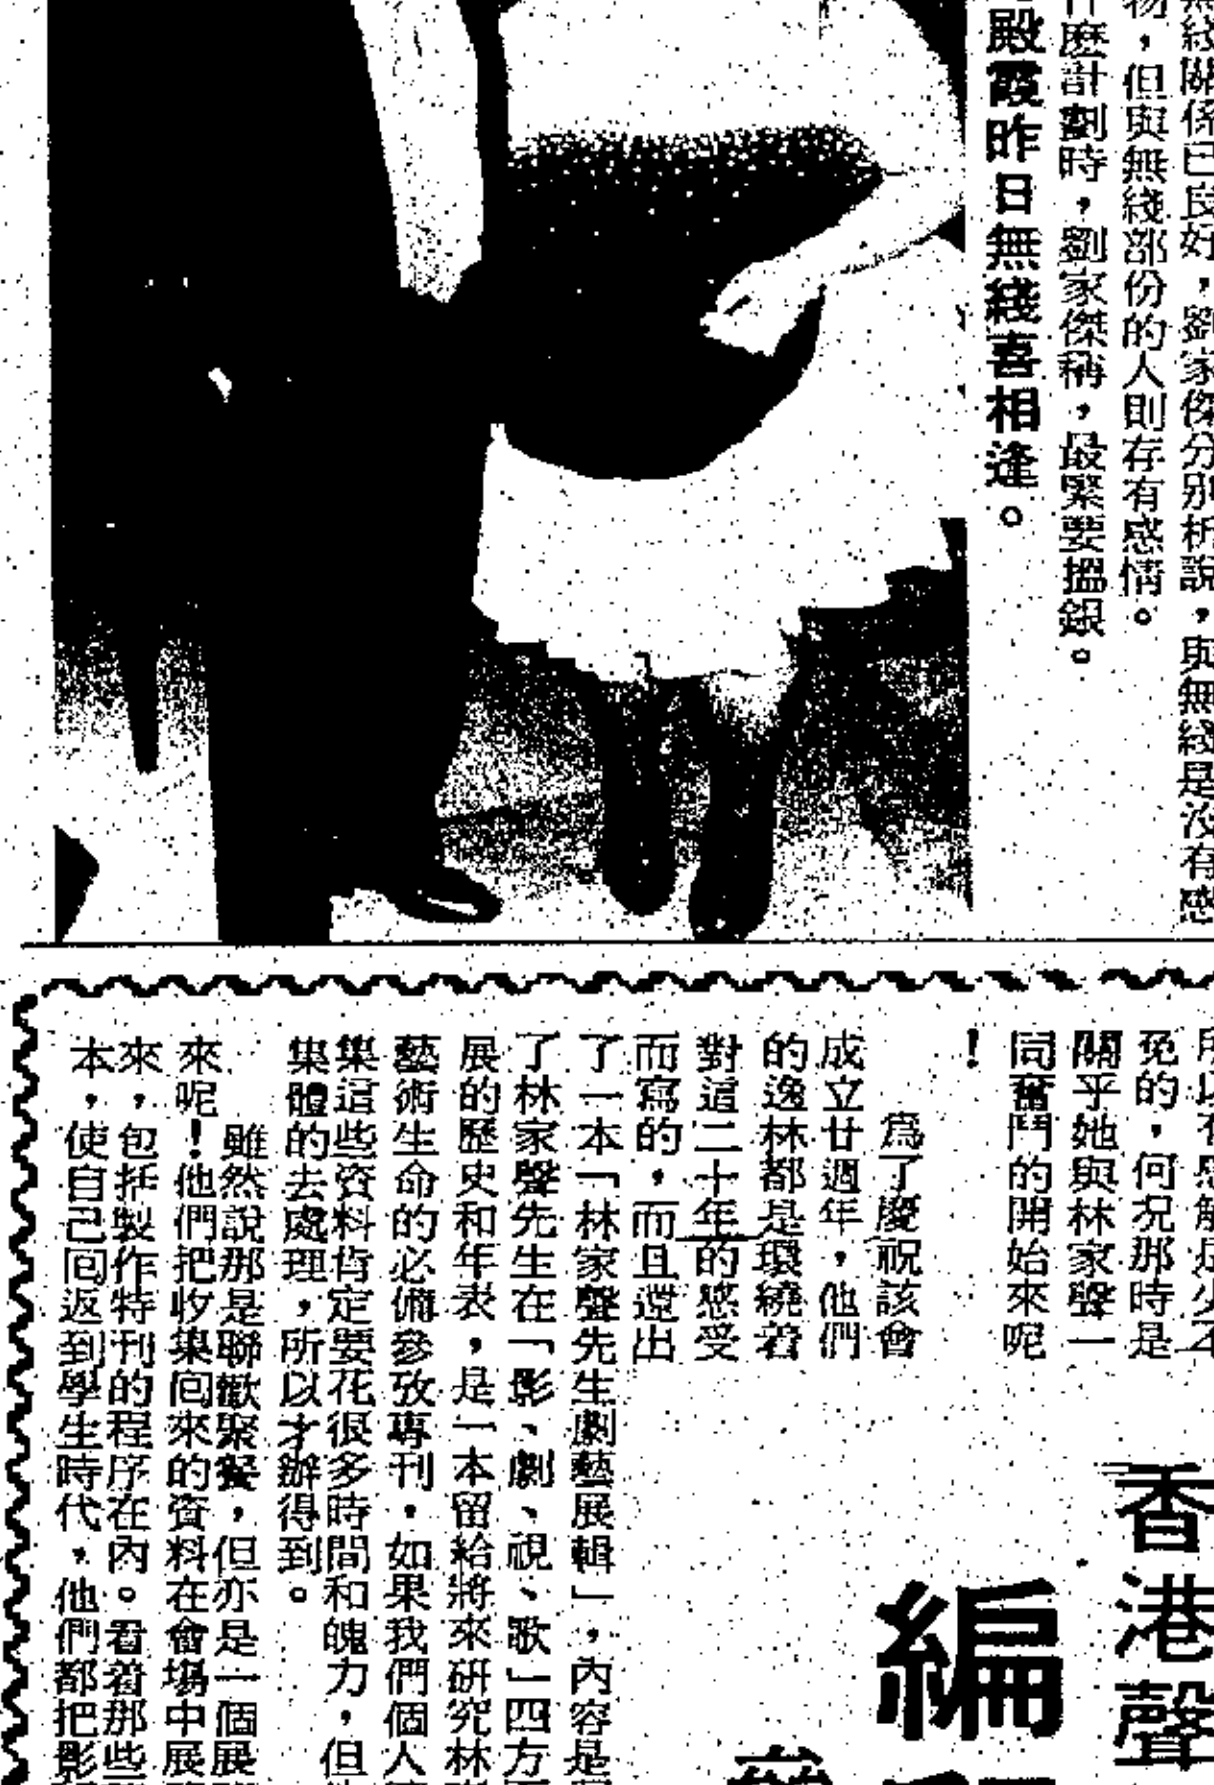 無綫關係已良好，劉家傑分別析說，與無綫是沒有感
物，但與無綫部份的人則存有感情。
什麽計劃時，劉家傑稱，最緊要搵銀。
殿霞昨日無綫喜相逢。
免的，何況那時是
關乎她與林家聲一
同奮鬥的開始來呢
！
香港聲
編
為了慶祝該會
成立廿週年，他們
的逸林都是環繞着
對這二十年的感受
而寫的，而且還出
了一本「林家聲先生劇藝展輯」，內容是
了林家聲先生在「影、劇、視、歌」四方
展的歷史和年表，是一本留給將來研究林
藝術生命的必備參攷專刊，如果我們個人
集這些資料肯定要花很多時間和魄力，但
集體的去處理，所以才辦得到。
雖然說那是聯歡聚餐，但亦是一個展
來呢！他們把收集囘來的資料在會場中展
來，包括製作特刊的程序在內。看着那些
本，使自己囘返到學生時代，他們都把影